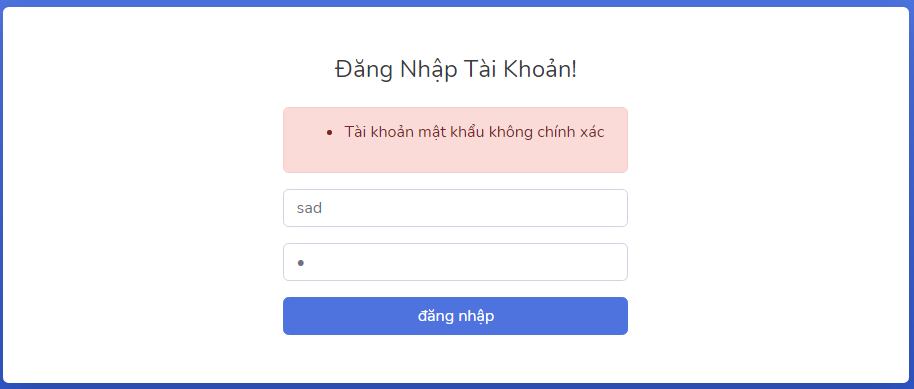 Đăng Nhập Tài Khoản!
• Tài khoản mật khẩu không chính xác
sad
•
đăng nhập